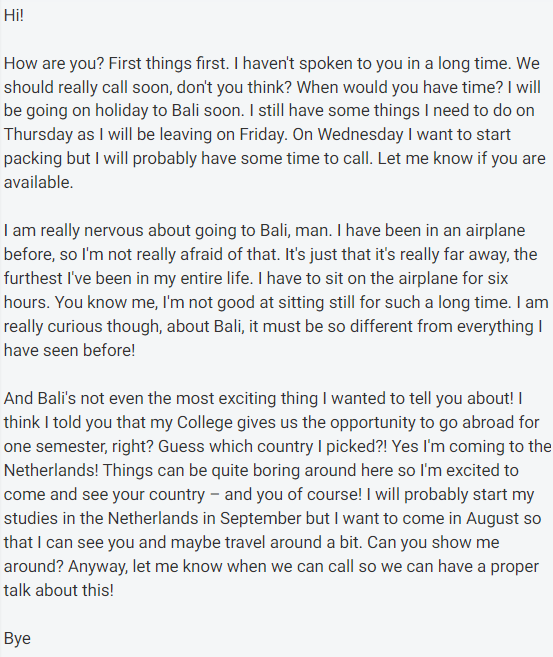 Hi!
How are you? First things first. I haven't spoken to you in a long time. We
should really call soon, don't you think? When would you have time? I will
be going on holiday to Bali soon. I still have some things I need to do on
Thursday as I will be leaving on Friday. On Wednesday I want to start
packing but I will probably have some time to call. Let me know if you are
available.
I am really nervous about going to Bali, man. I have been in an airplane
before, so I'm not really afraid of that. It's just that it's really far away, the
furthest I've been in my entire life. I have to sit on the airplane for six
hours. You know me, I'm not good at sitting still for such a long time. I am
really curious though, about Bali, it must be so different from everything I
have seen before!
And Bali's not even the most exciting thing I wanted to tell you about! I
think I told you that my College gives us the opportunity to go abroad for
one semester, right? Guess which country I picked?! Yes I'm coming to the
Netherlands! Things can be quite boring around here so I'm excited to
come and see your country – and you of course! I will probably start my
studies in the Netherlands in September but I want to come in August so
that I can see you and maybe travel around a bit. Can you show me
around? Anyway, let me know when we can call so we can have a proper
talk about this!
Bye